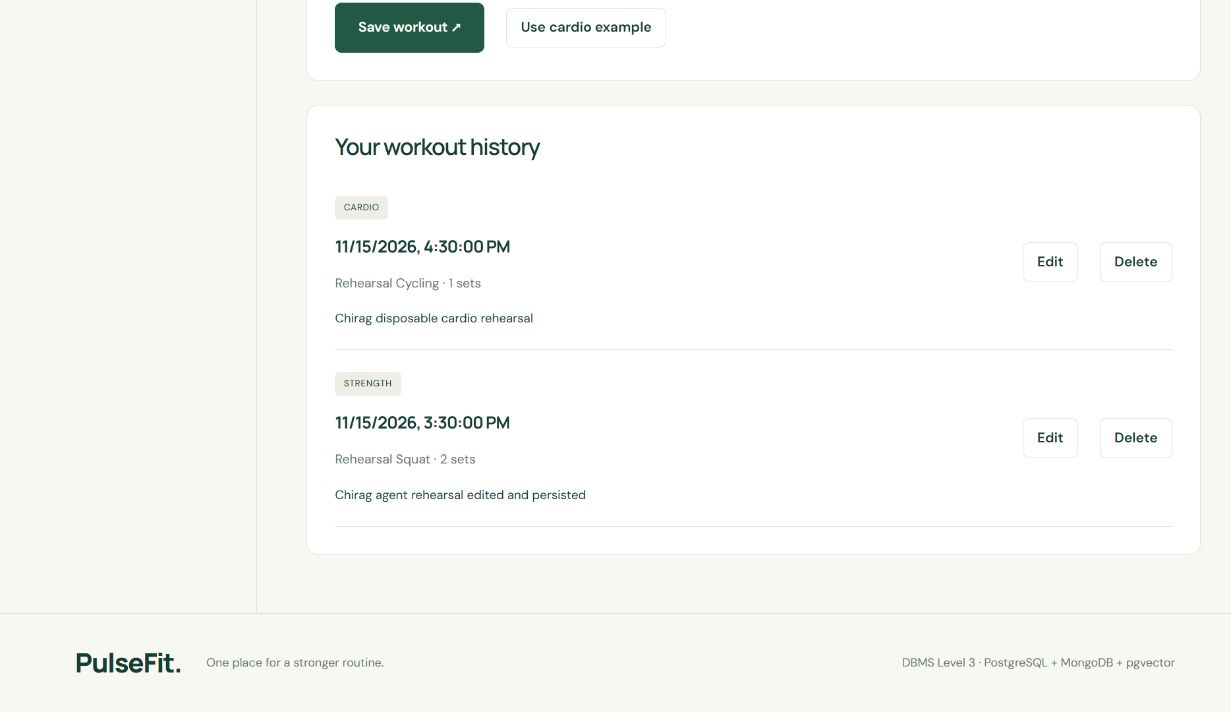 Save workout ↗
Use cardio example
Your workout history
CARDIO
11/15/2026, 4:30:00 PM
Rehearsal Cycling · 1 sets
Chirag disposable cardio rehearsal
Edit
Delete
STRENGTH
11/15/2026, 3:30:00 PM
Rehearsal Squat · 2 sets
Chirag agent rehearsal edited and persisted
Edit
Delete
PulseFit.
One place for a stronger routine.
DBMS Level 3 · PostgreSQL + MongoDB + pgvector